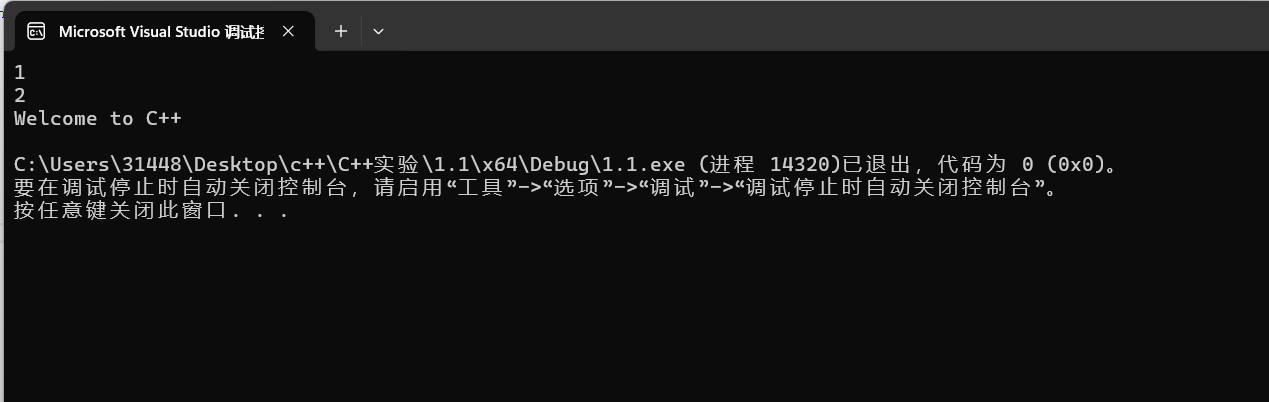 Microsoft Visual Studio 调试
1
2
Welcome to C++
C:\Users\31448\Desktop\c++\C++实验\1.1\x64\Debug\1.1.exe (进程 14320)已退出，代码为 0 (0x0)。
要在调试停止时自动关闭控制台，请启用“工具”->“选项”->“调试”->“调试停止时自动关闭控制台”。
按任意键关闭此窗口. . .